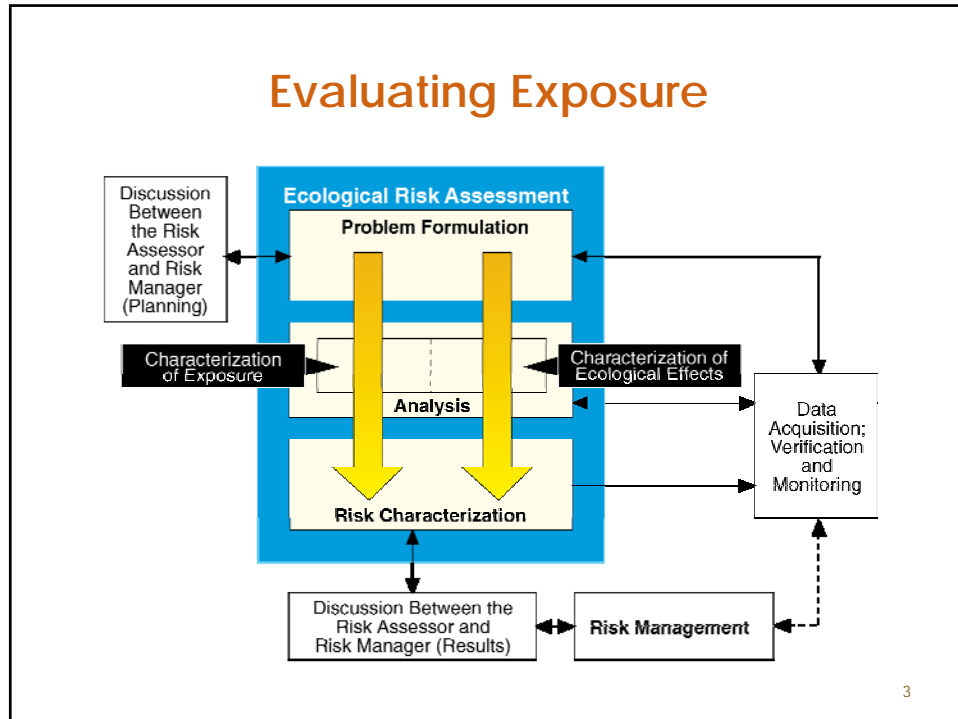 Evaluating Exposure
Discussion
Between
the Risk
Assessor
and Risk
Manager
(Planning)
Ecological Risk Assessment
Problem Formulation
Characterization
of Exposure
Characterization of
Ecological Effects
Analysis
Data
Acquisition;
Verification
and
Monitoring
Risk Characterization
Discussion Between the
Risk Assessor and
Risk Manager (Results)
Risk Management
3